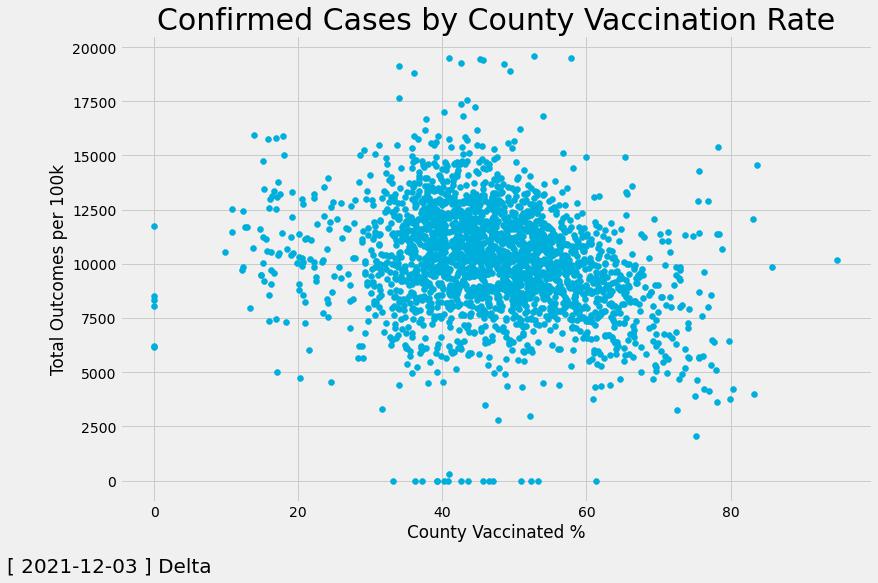 Confirmed Cases by County Vaccination Rate
Total Outcomes per 100k
20000
17500
15000
12500
10000
7500
5000
2500
0
0 20 40 60 80
County Vaccinated %
[ 2021-12-03 ] Delta